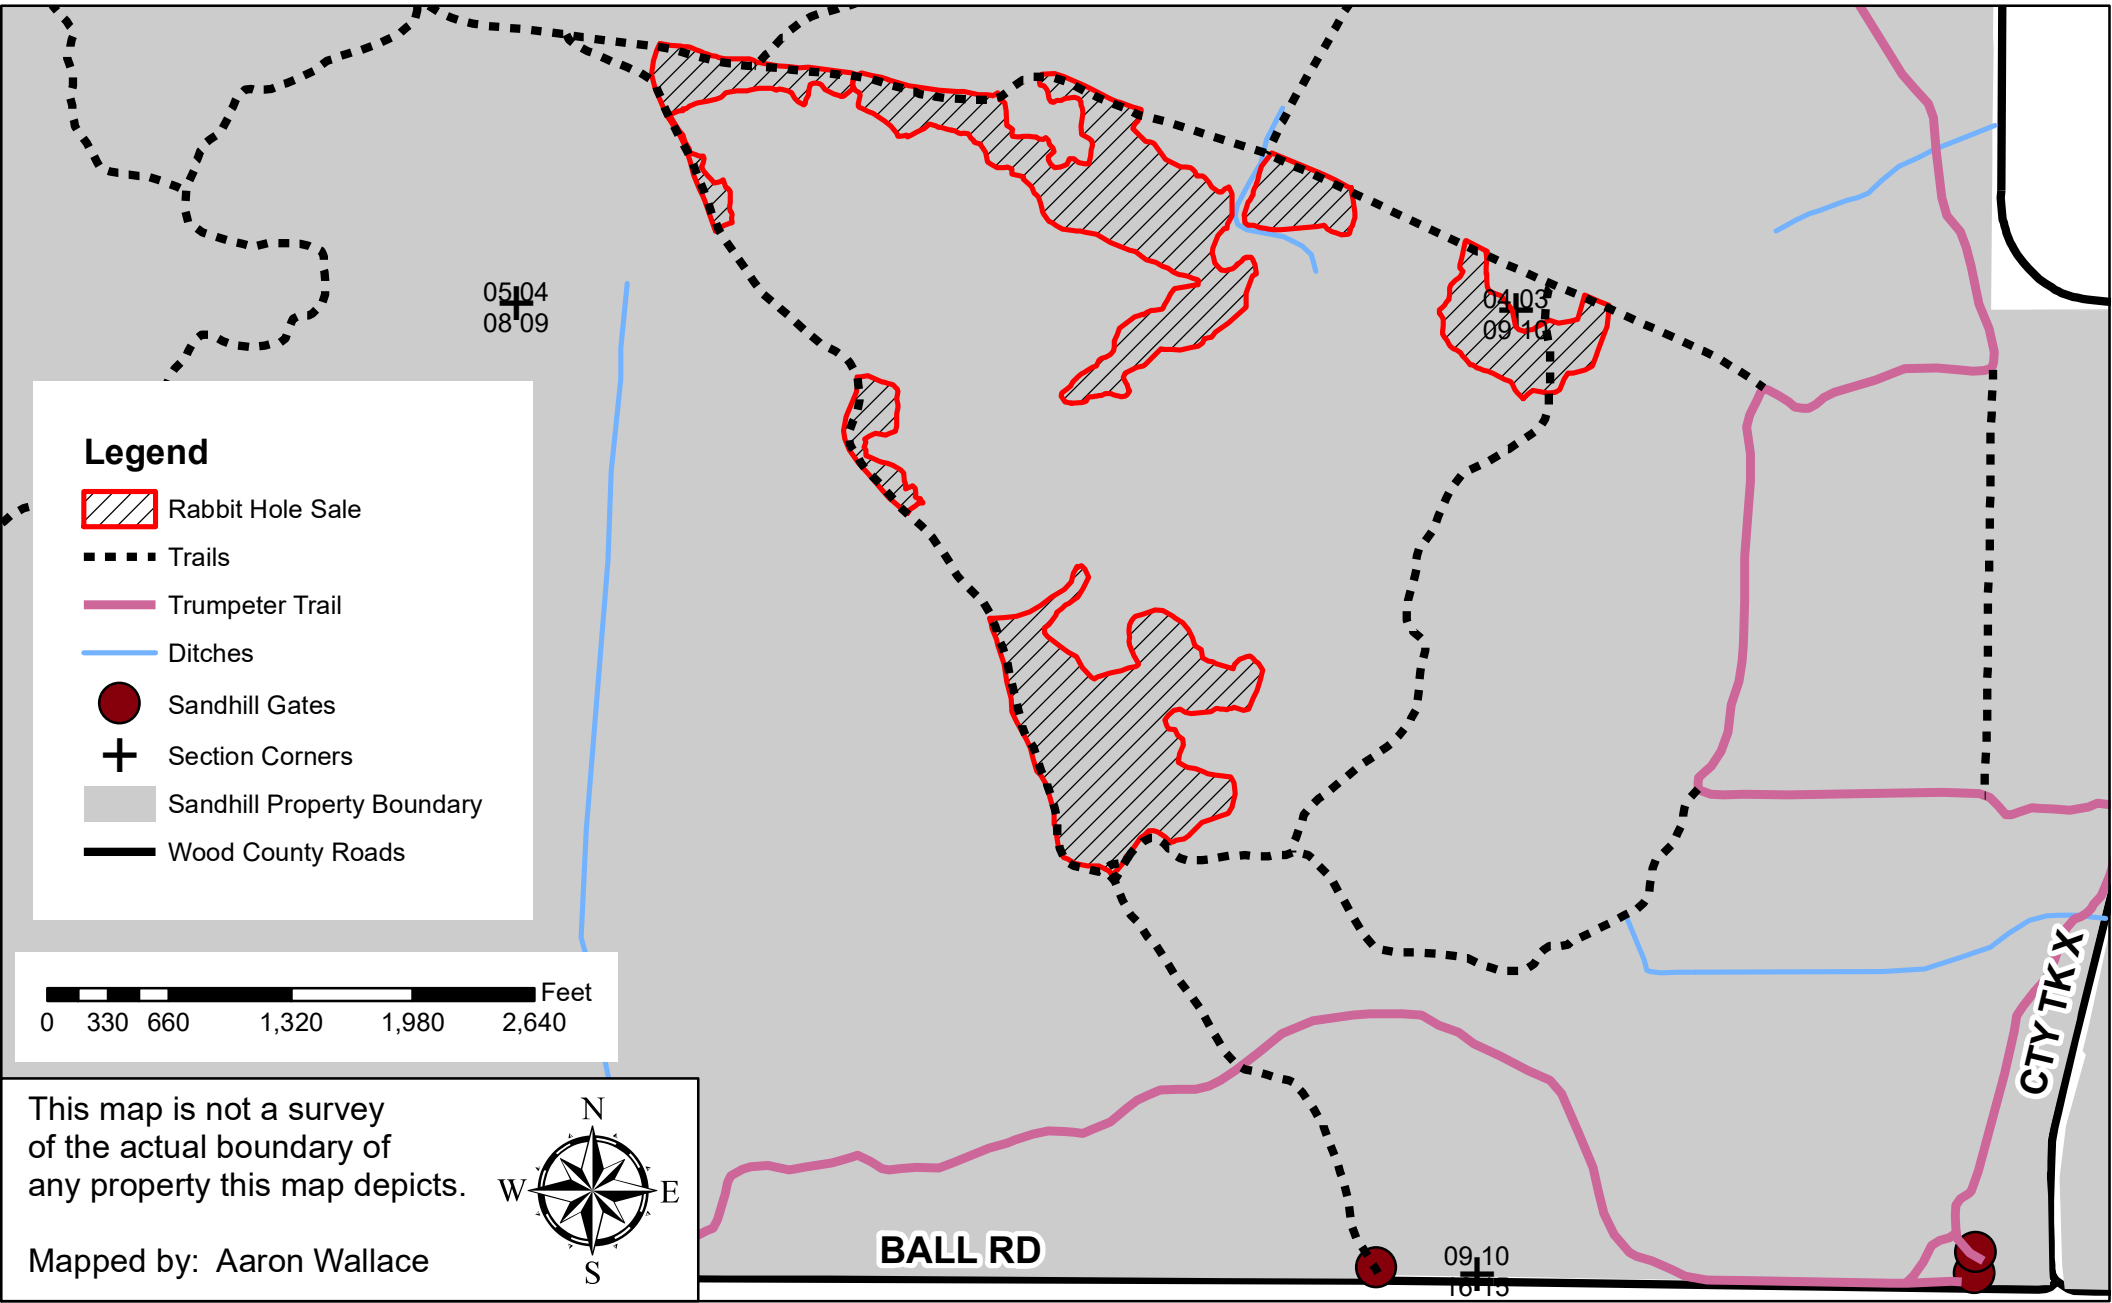 05 04
08 09
04 03
09 10
Legend
Rabbit Hole Sale
Trails
Trumpeter Trail
Ditches
Sandhill Gates
Section Corners
Sandhill Property Boundary
Wood County Roads
Feet
0 330 660 1,320 1,980 2,640
This map is not a survey
of the actual boundary of
any property this map depicts.
Mapped by: Aaron Wallace
N
W E
S
BALL RD
09 10
16 15
CTY TK X